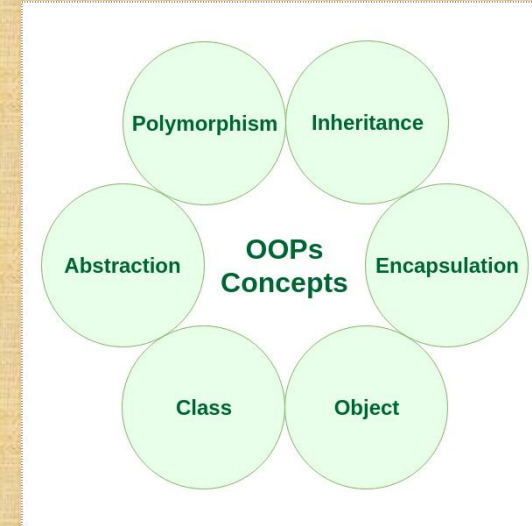 Polymorphism
Inheritance
Abstraction
OOPs
Concepts
Encapsulation
Class
Object